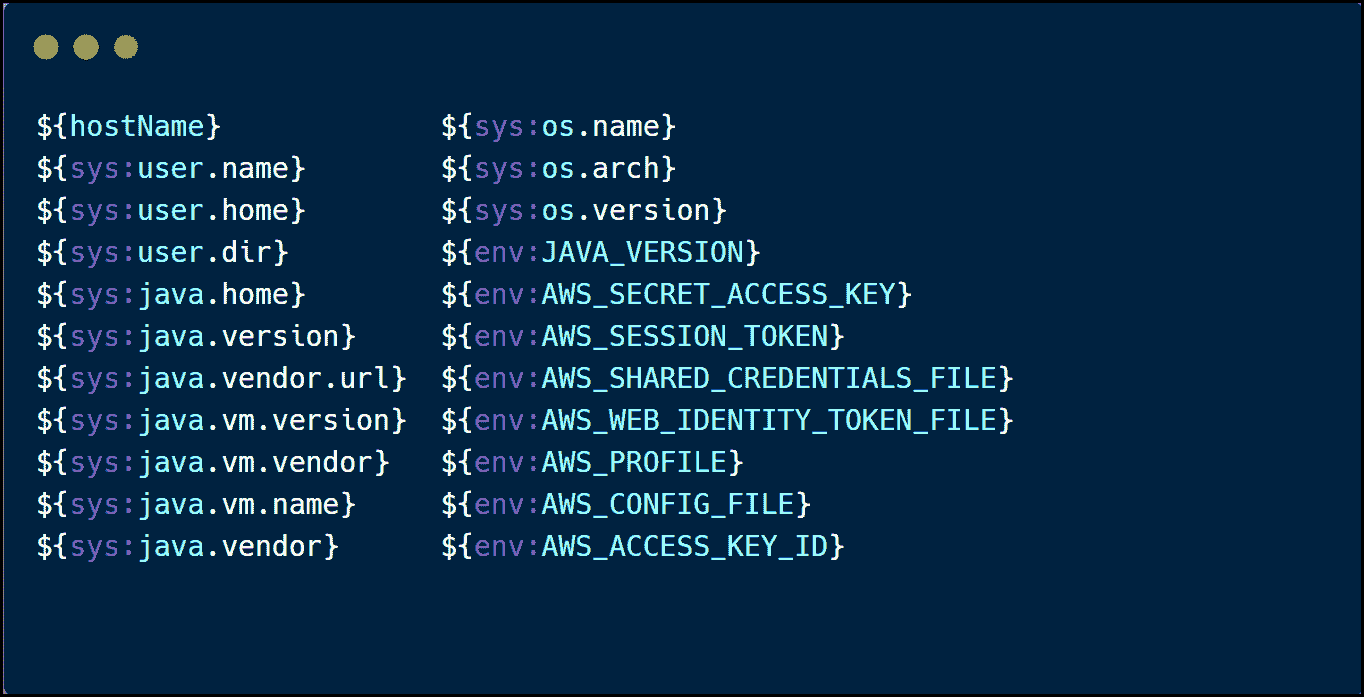 ${hostName} ${sys:os.name}
${sys:user.name} ${sys:os.arch}
${sys:user.home} ${sys:os.version}
${sys:user.dir} ${env:JAVA_VERSION}
${sys:java.home} ${env:AWS_SECRET_ACCESS_KEY}
${sys:java.version} ${env:AWS_SESSION_TOKEN}
${sys:java.vendor.url} ${env:AWS_SHARED_CREDENTIALS_FILE}
${sys:java.vm.version} ${env:AWS_WEB_IDENTITY_TOKEN_FILE}
${sys:java.vm.vendor} ${env:AWS_PROFILE}
${sys:java.vm.name} ${env:AWS_CONFIG_FILE}
${sys:java.vendor} ${env:AWS_ACCESS_KEY_ID}